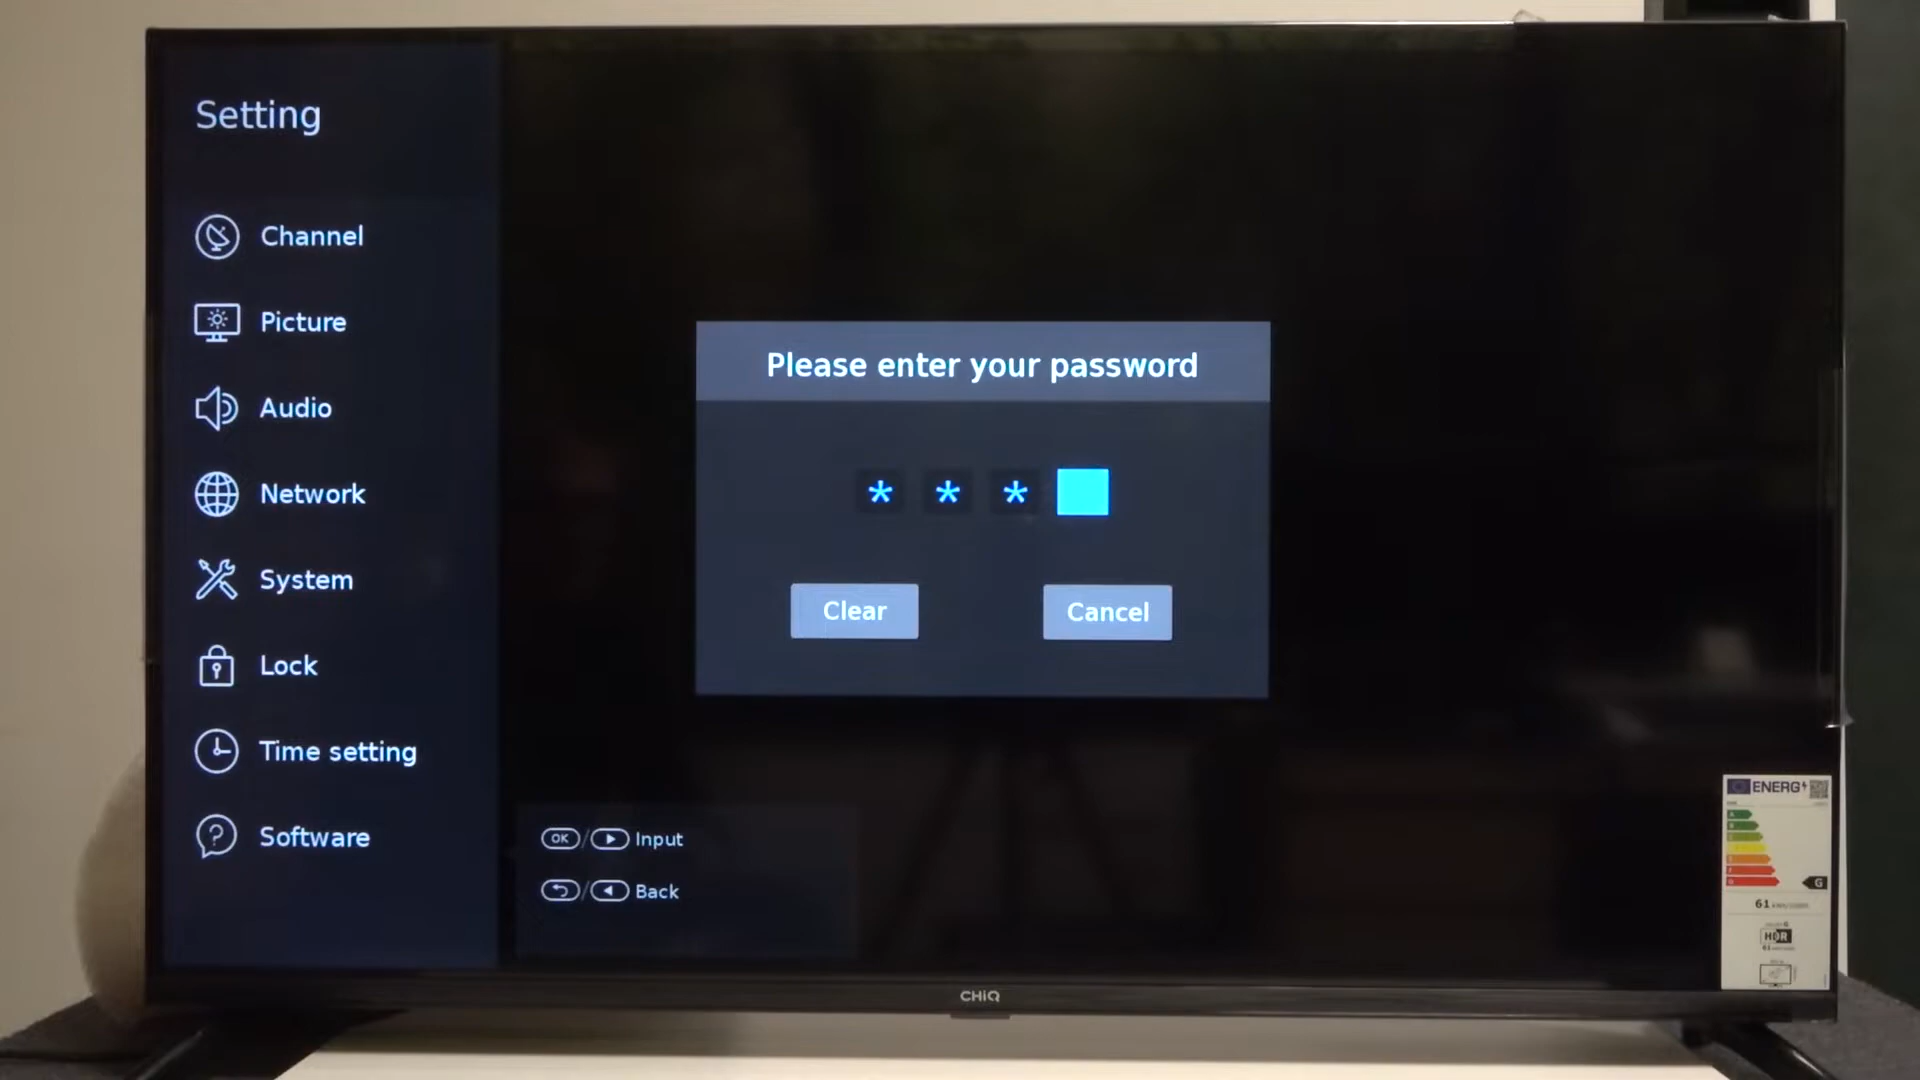 Setting
Channel
Picture
Audio
Network
System
Lock
Time setting
Software
Please enter your password
* * *
Clear
Cancel
OK / Input
/ Back
CHiQ
ENERG
G
61
HDR